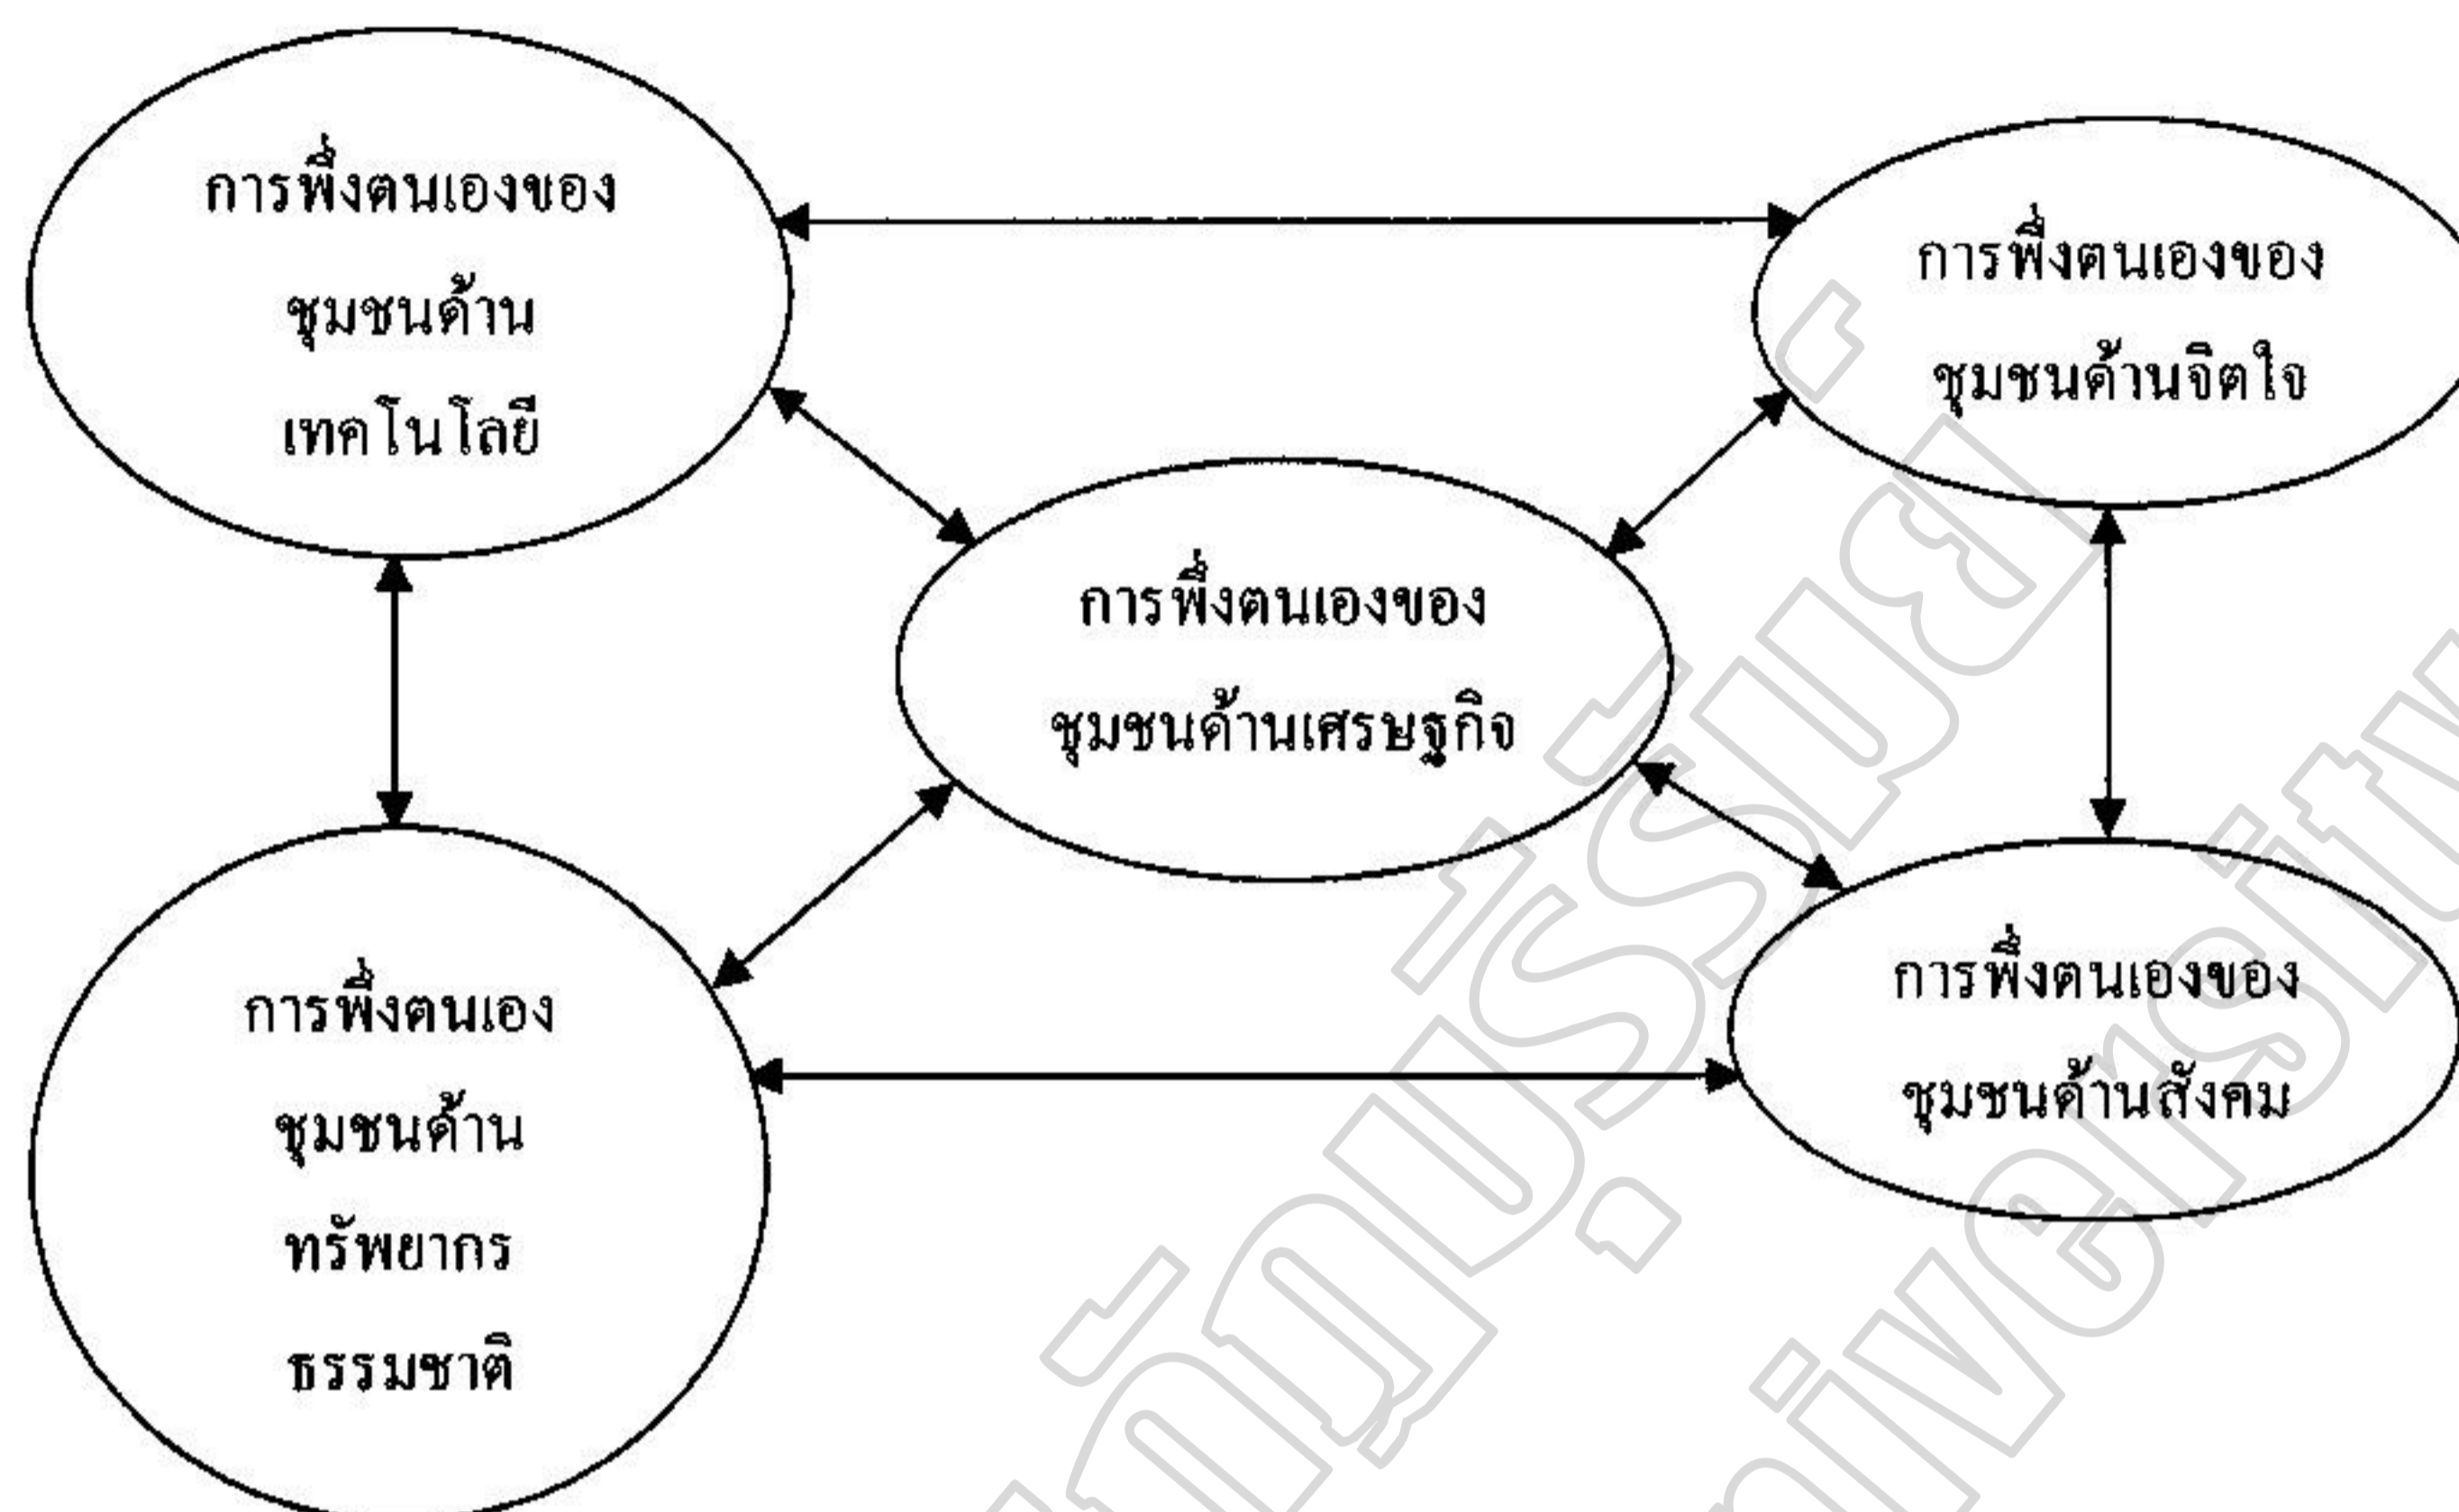 การพึ่งตนเองของ
ชุมชนด้าน
เทคโนโลยี
การพึ่งตนเองของ
ชุมชนด้านจิตใจ
การพึ่งตนเองของ
ชุมชนด้านเศรษฐกิจ
การพึ่งตนเอง
ชุมชนด้าน
ทรัพยากร
ธรรมชาติ
การพึ่งตนเองของ
ชุมชนด้านสังคม